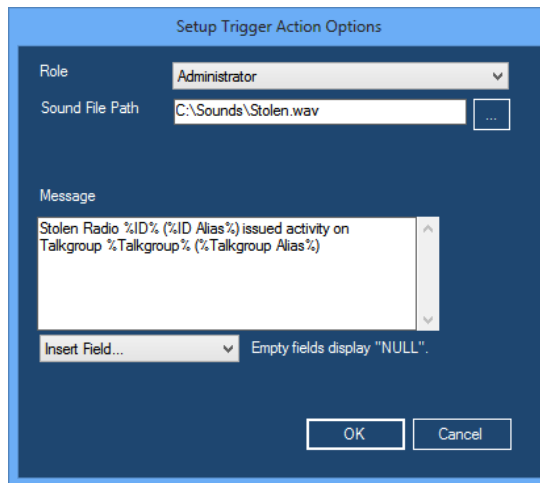 Setup Trigger Action Options
Role
Administrator
Sound File Path
C:\Sounds\Stolen.wav
...
Message
Stolen Radio %ID% (%ID Alias%) issued activity on
Talkgroup %Talkgroup% (%Talkgroup Alias%)
Insert Field...
Empty fields display "NULL".
OK
Cancel